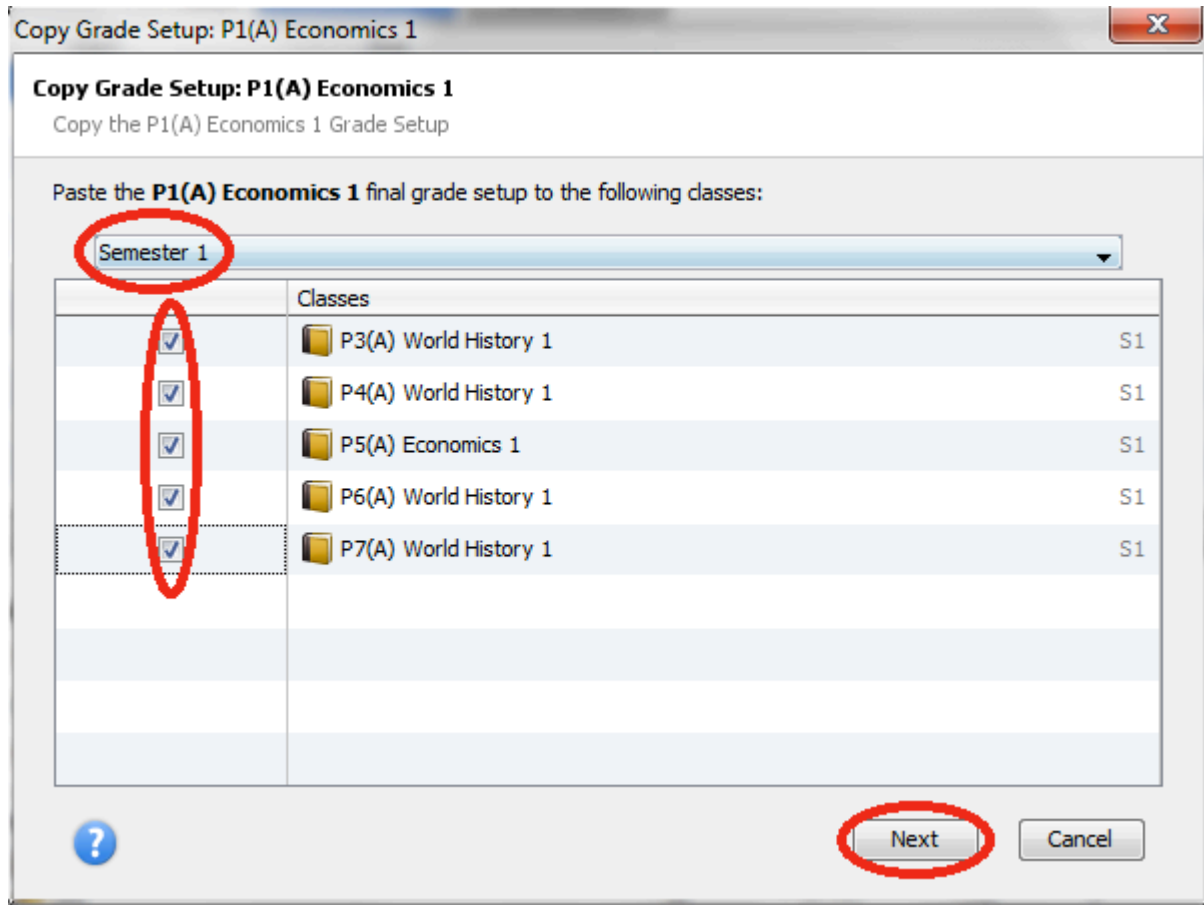 Copy Grade Setup: P1(A) Economics 1
X
Copy Grade Setup: P1(A) Economics 1
Copy the P1(A) Economics 1 Grade Setup
Paste the P1(A) Economics 1 final grade setup to the following classes:
Semester 1
Classes
P3(A) World History 1 S1
P4(A) World History 1 S1
P5(A) Economics 1 S1
P6(A) World History 1 S1
P7(A) World History 1 S1
? Next Cancel